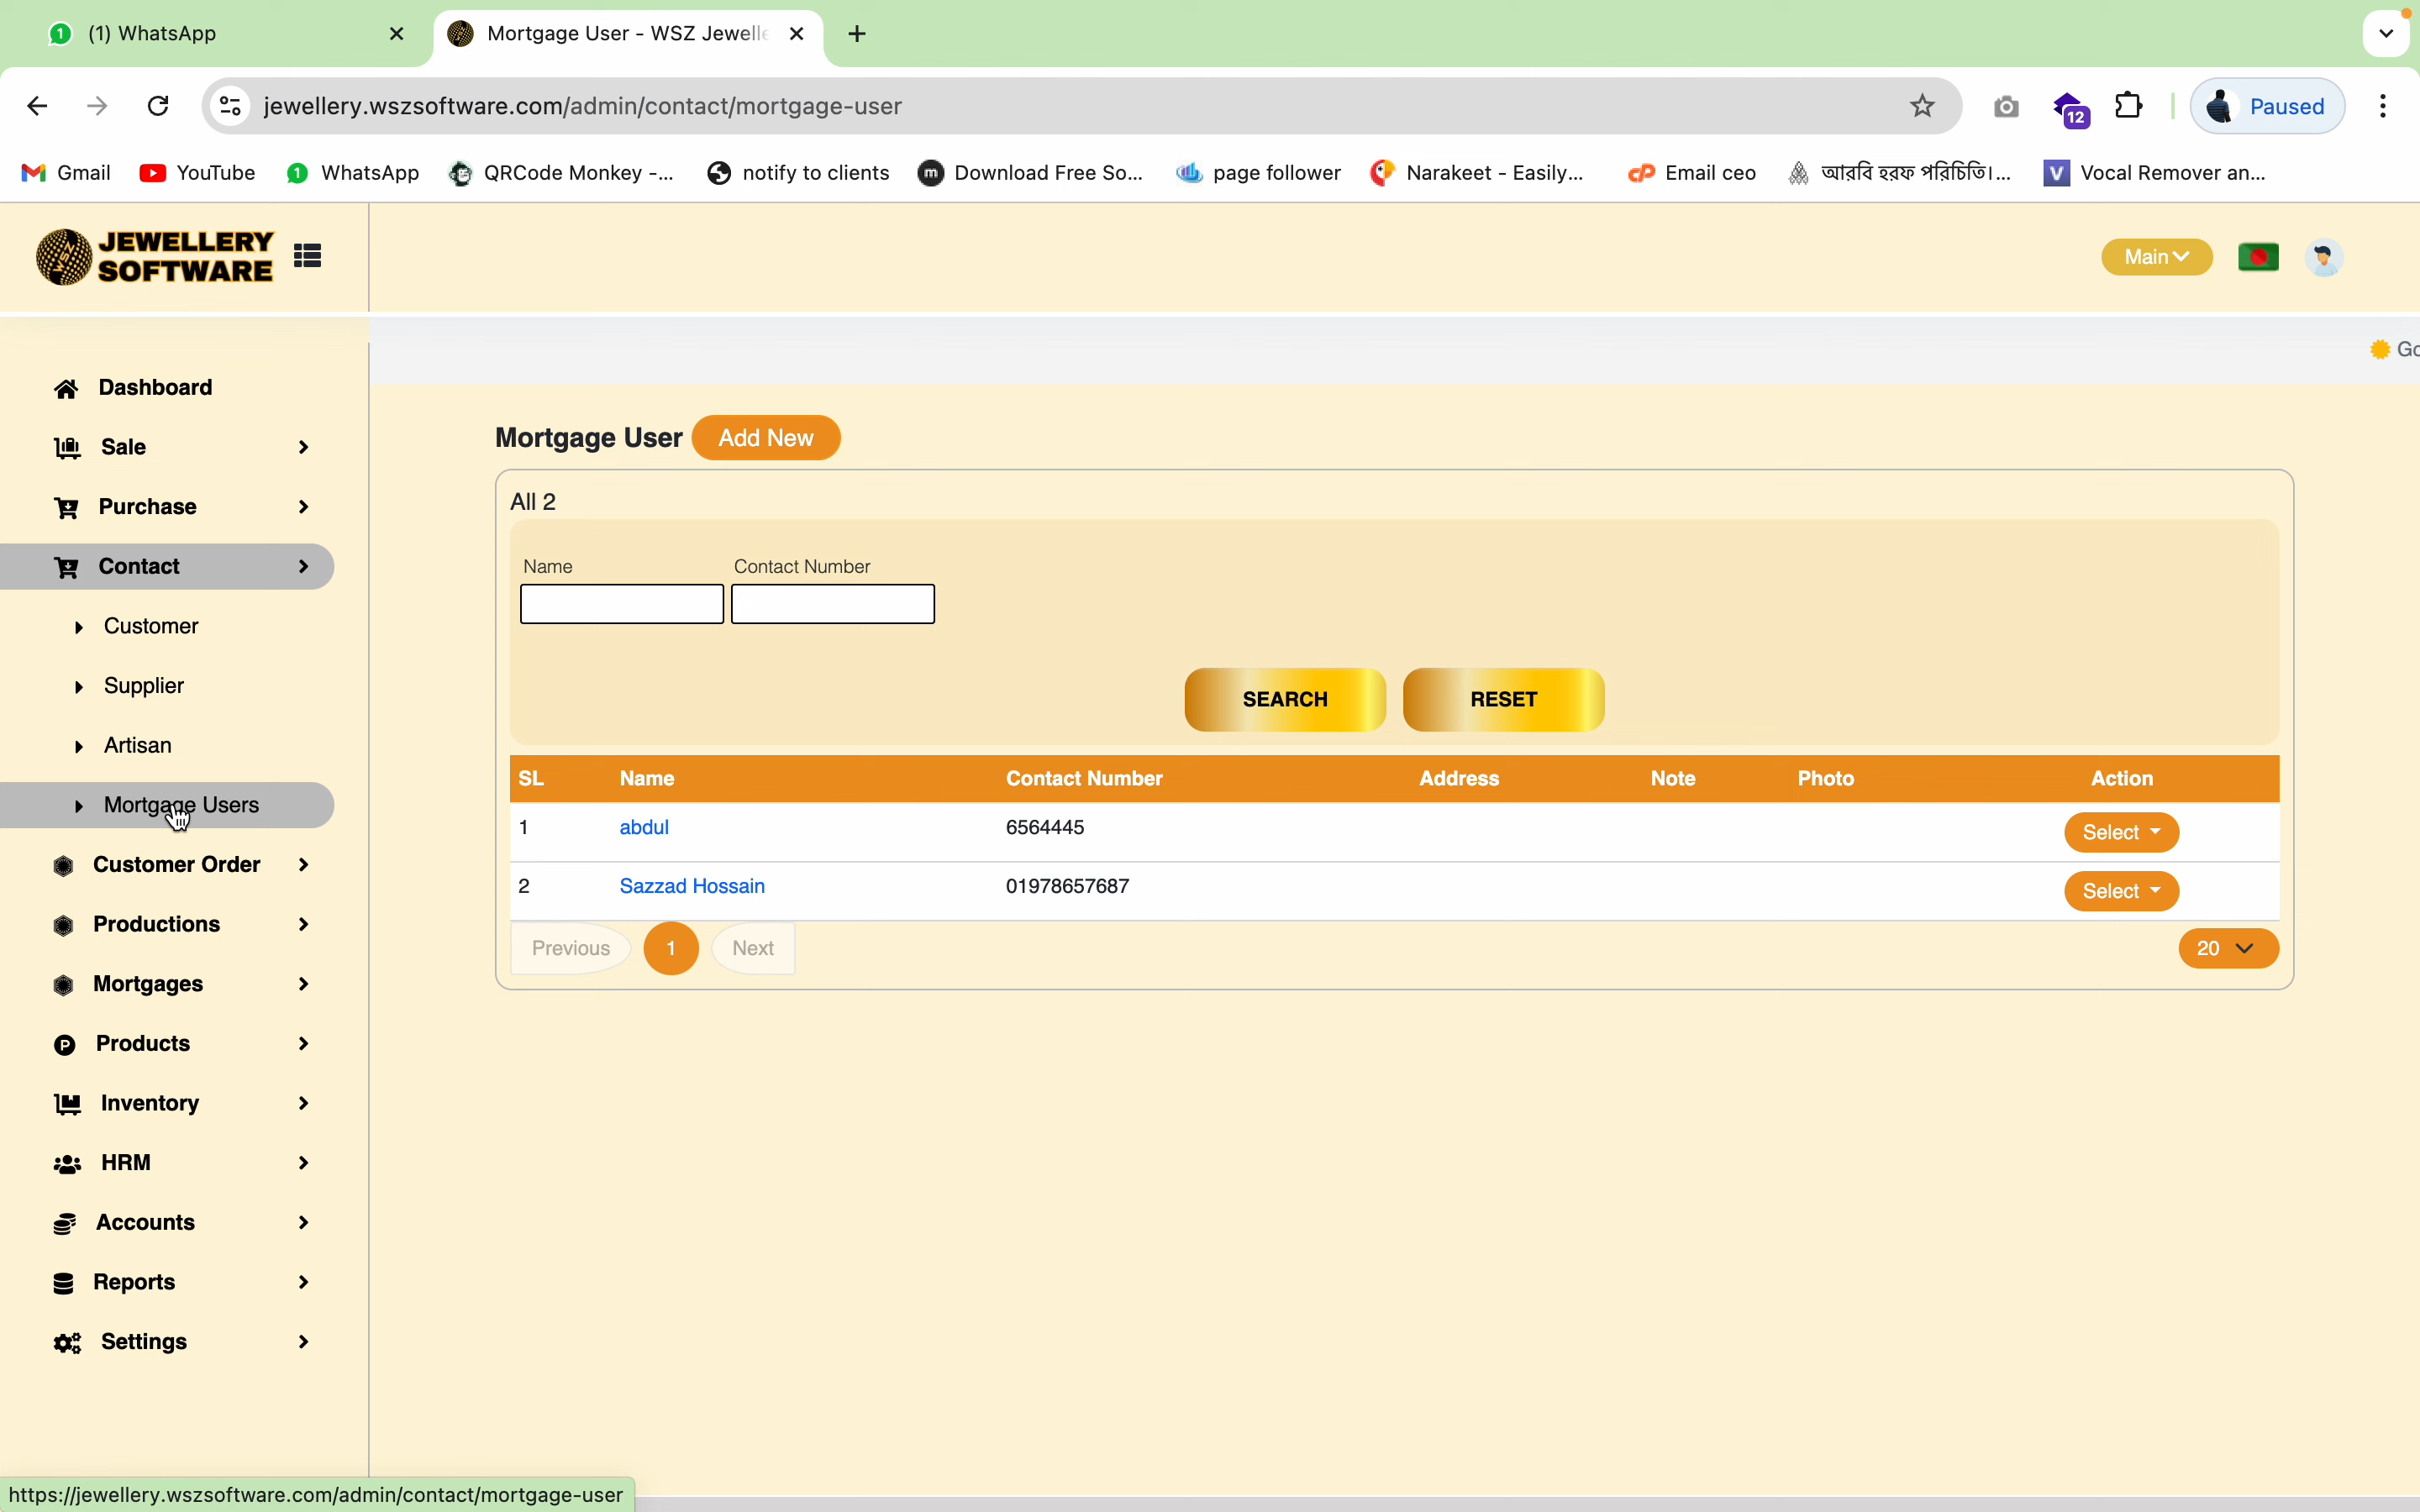 (1) WhatsApp
Mortgage User - WSZ Jewelle
jewellery.wszsoftware.com/admin/contact/mortgage-user
12
Paused
Gmail
YouTube
WhatsApp
QRCode Monkey -...
notify to clients
Download Free So...
page follower
Narakeet - Easily...
Email ceo
আরবি হরফ পরিচিতি।...
Vocal Remover an...
JEWELLERY
SOFTWARE
Main
Go
Dashboard
Sale
Purchase
Contact
Customer
Supplier
Artisan
Mortgage Users
Customer Order
Productions
Mortgages
Products
Inventory
HRM
Accounts
Reports
Settings
Mortgage User
Add New
All 2
Name Contact Number
SEARCH RESET
SL Name Contact Number Address Note Photo Action
1 abdul 6564445 Select
2 Sazzad Hossain 01978657687 Select
Previous 1 Next 20
https://jewellery.wszsoftware.com/admin/contact/mortgage-user